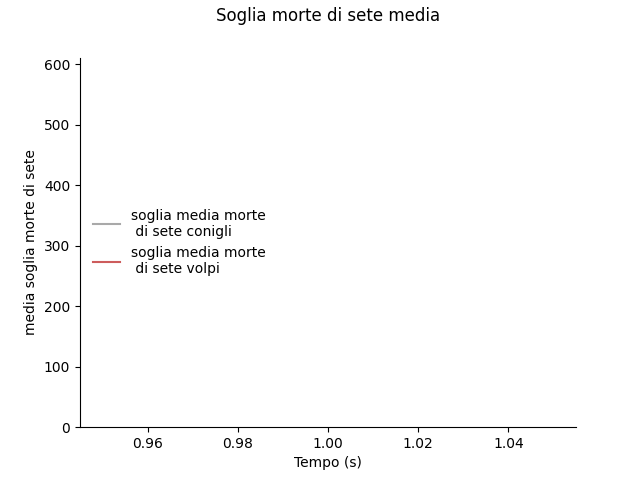 Soglia morte di sete media
600
500
400
300
200
100
0
media soglia morte di sete
soglia media morte
di sete conigli
soglia media morte
di sete volpi
0.96 0.98 1.00 1.02 1.04
Tempo (s)